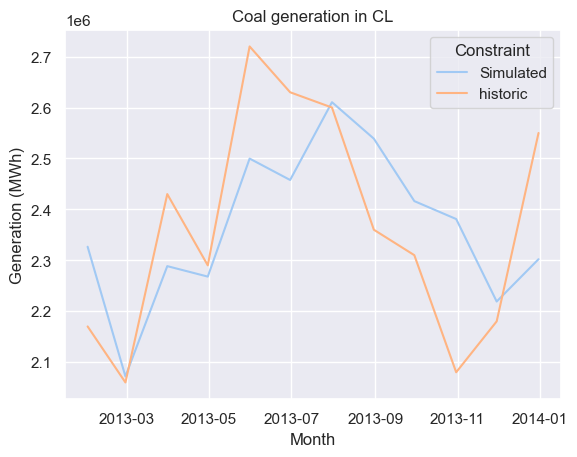 Coal generation in CL
1e6
Constraint
Simulated
historic
2.7
2.6
2.5
2.4
2.3
2.2
2.1
Generation (MWh)
2013-03 2013-05 2013-07 2013-09 2013-11 2014-01
Month